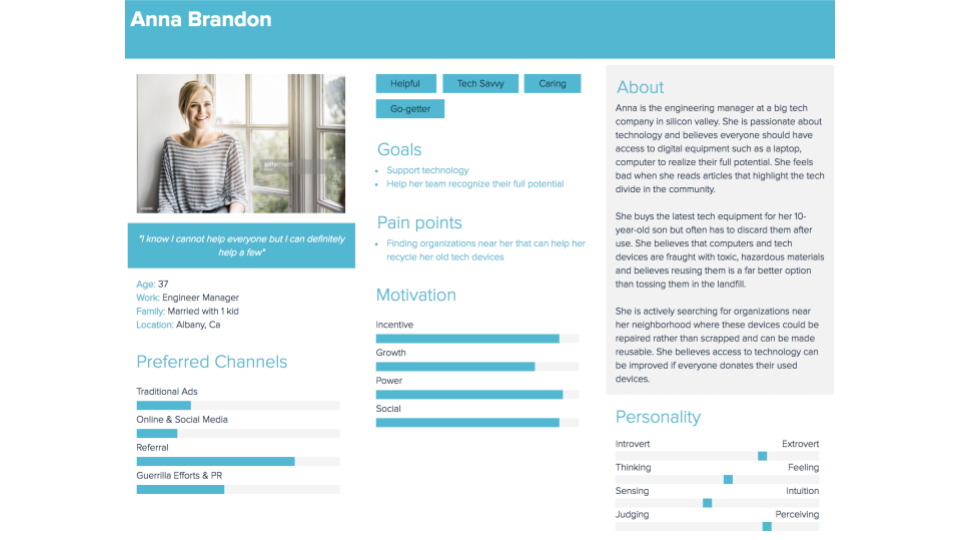 Anna Brandon
"I know I cannot help everyone but I can definitely
help a few"
Age: 37
Work: Engineer Manager
Family: Married with 1 kid
Location: Albany, Ca
Preferred Channels
Traditional Ads
Online & Social Media
Referral
Guerrilla Efforts & PR
Helpful
Tech Savvy
Caring
Go-getter
Goals
• Support technology
• Help her team recognize their full potential
Pain points
• Finding organizations near her that can help her
recycle her old tech devices
Motivation
Incentive
Growth
Power
Social
About
Anna is the engineering manager at a big tech
company in silicon valley. She is passionate about
technology and believes everyone should have
access to digital equipment such as a laptop,
computer to realize their full potential. She feels
bad when she reads articles that highlight the tech
divide in the community.
She buys the latest tech equipment for her 10-
year-old son but often has to discard them after
use. She believes that computers and tech
devices are fraught with toxic, hazardous materials
and believes reusing them is a far better option
than tossing them in the landfill.
She is actively searching for organizations near
her neighborhood where these devices could be
repaired rather than scrapped and can be made
reusable. She believes access to technology can
be improved if everyone donates their used
devices.
Personality
Introvert Extrovert
Thinking Feeling
Sensing Intuition
Judging Perceiving